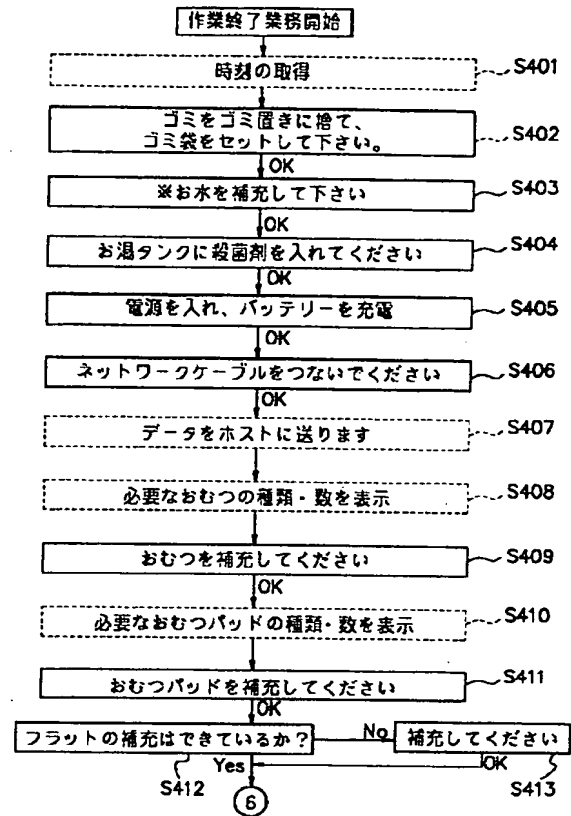 作業終了業務開始
時刻の取得
S401
ゴミをゴミ置きに捨て、
ゴミ袋をセットして下さい。
S402
OK
※お水を補充して下さい
S403
OK
お湯タンクに殺菌剤を入れてください
S404
OK
電源を入れ、バッテリーを充電
S405
OK
ネットワークケーブルをつないでください
S406
OK
データをホストに送ります
S407
必要なおむつの種類・数を表示
S408
おむつを補充してください
S409
OK
必要なおむつパッドの種類・数を表示
S410
おむつパッドを補充してください
S411
OK
フラットの補充はできているか？
No
補充してください
S412
Yes
OK
S413
6